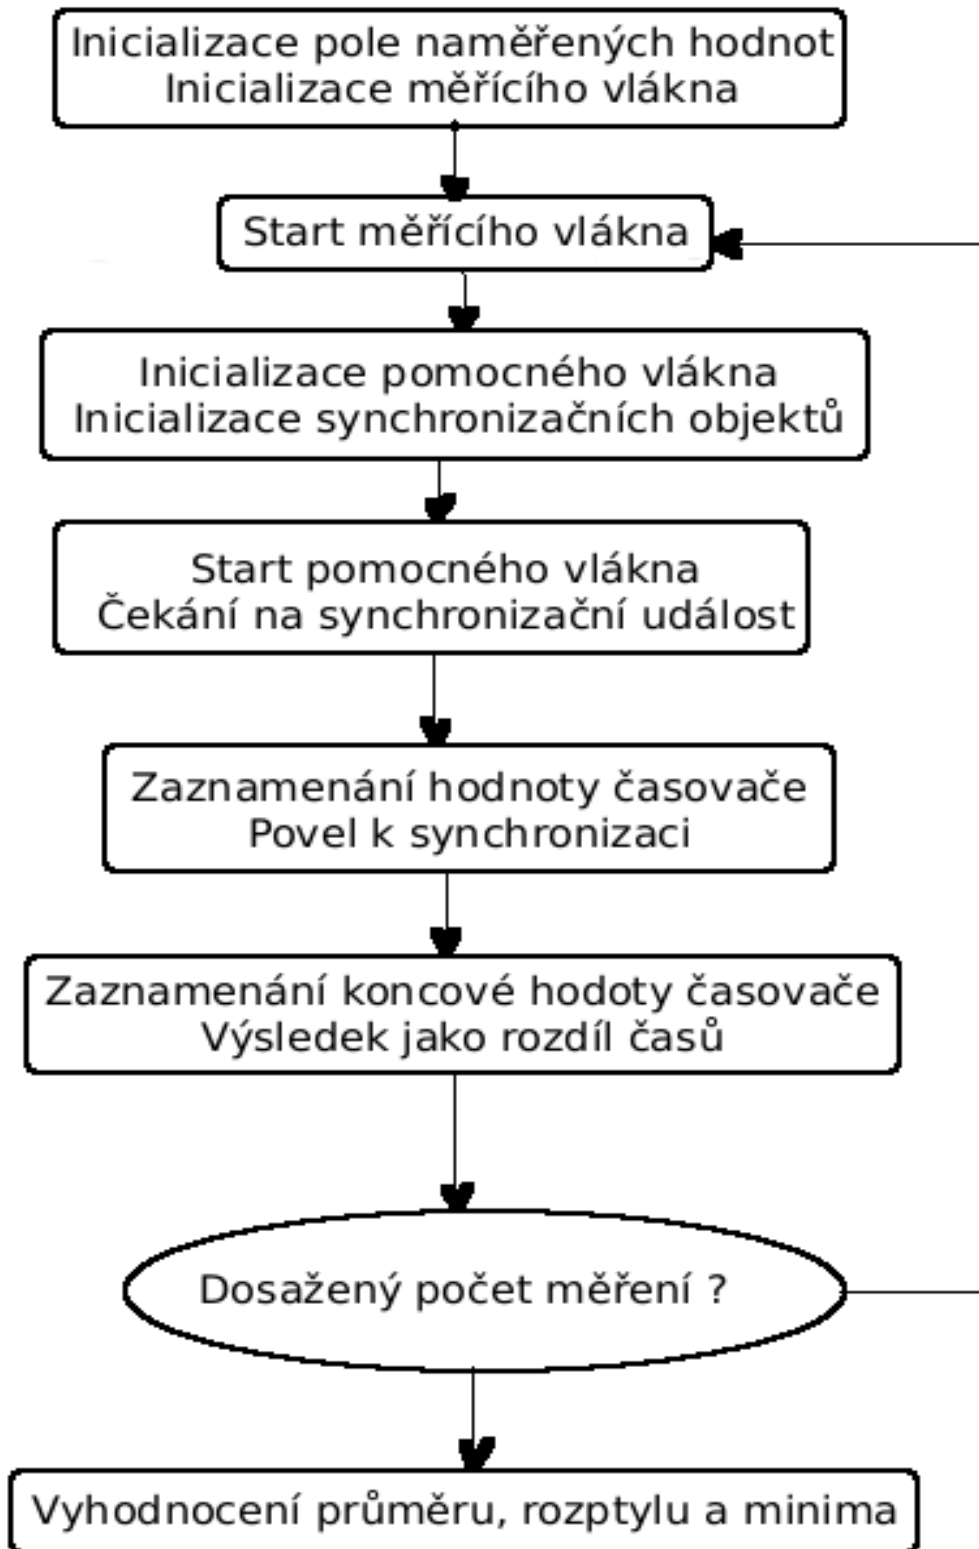 Inicializace pole naměřených hodnot
Inicializace měřícího vlákna
Start měřícího vlákna
Inicializace pomocného vlákna
Inicializace synchronizačních objektů
Start pomocného vlákna
Čekání na synchronizační událost
Zaznamenání hodnoty časovače
Povel k synchronizaci
Zaznamenání koncové hodoty časovače
Výsledek jako rozdíl časů
Dosažený počet měření ?
Vyhodnocení průměru, rozptylu a minima